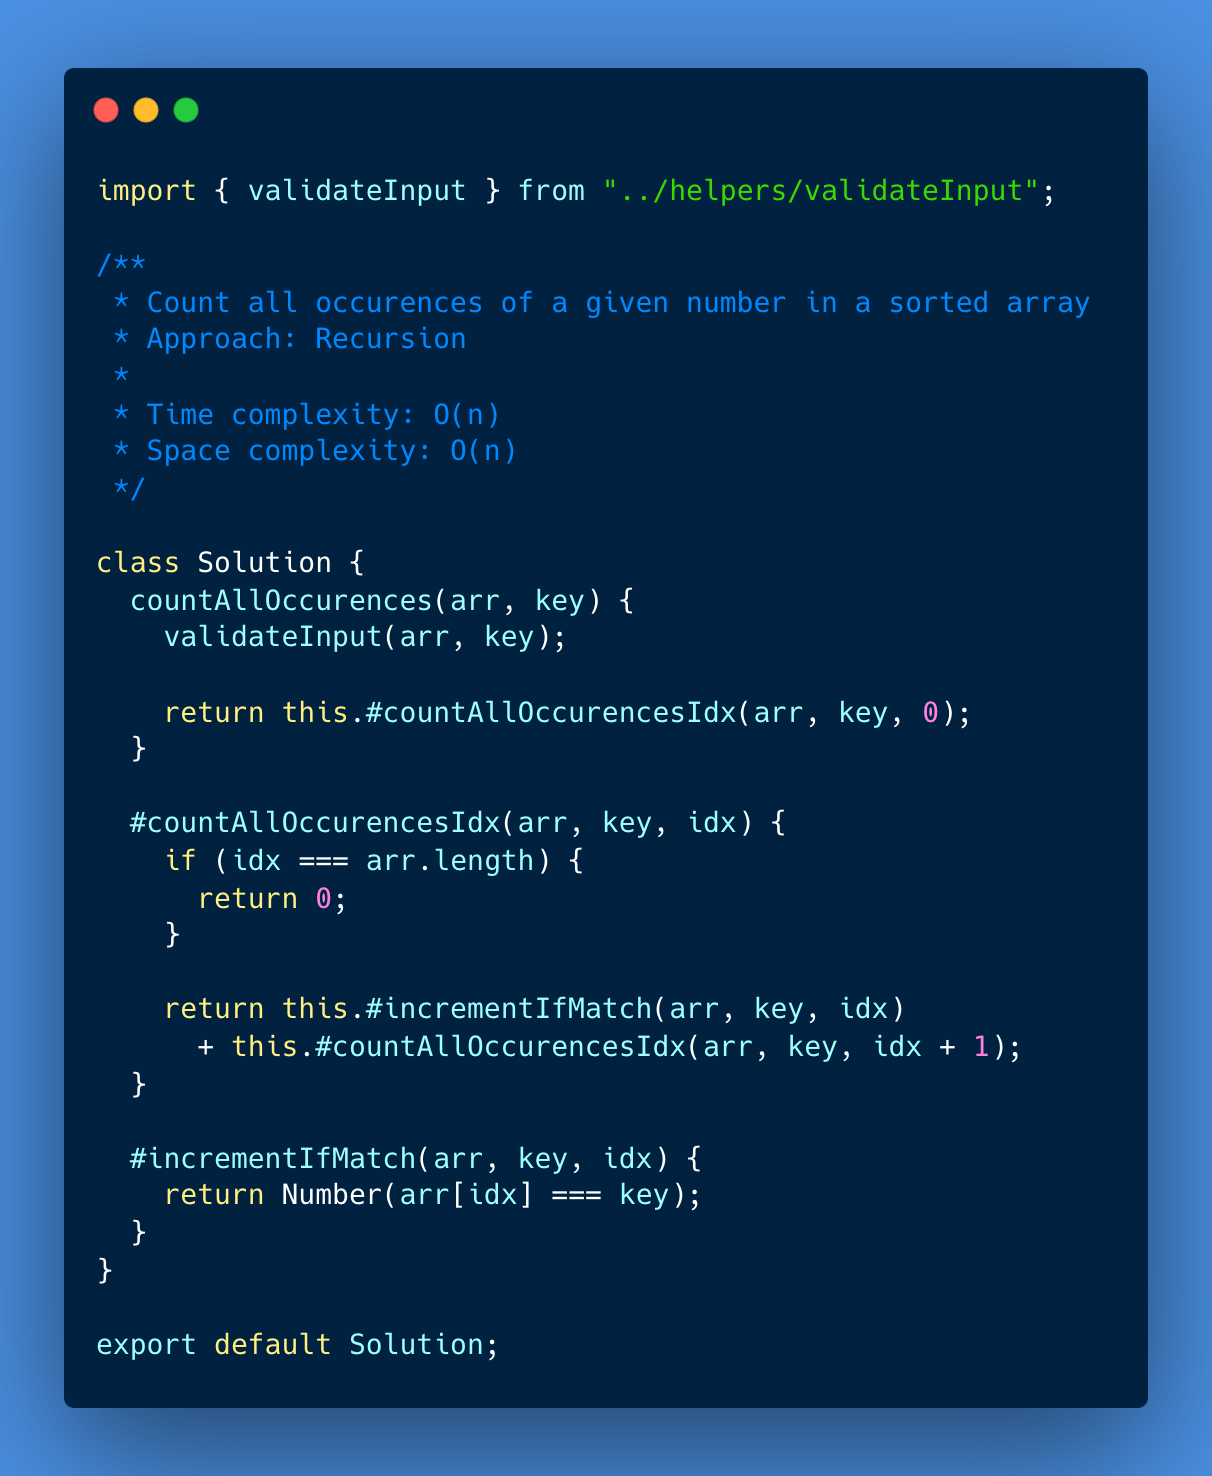 import { validateInput } from "../helpers/validateInput";

/**
 * Count all occurences of a given number in a sorted array
 * Approach: Recursion
 *
 * Time complexity: O(n)
 * Space complexity: O(n)
 */

class Solution {
  countAllOccurences(arr, key) {
    validateInput(arr, key);

    return this.#countAllOccurencesIdx(arr, key, 0);
  }

  #countAllOccurencesIdx(arr, key, idx) {
    if (idx === arr.length) {
      return 0;
    }

    return this.#incrementIfMatch(arr, key, idx)
      + this.#countAllOccurencesIdx(arr, key, idx + 1);
  }

  #incrementIfMatch(arr, key, idx) {
    return Number(arr[idx] === key);
  }
}

export default Solution;